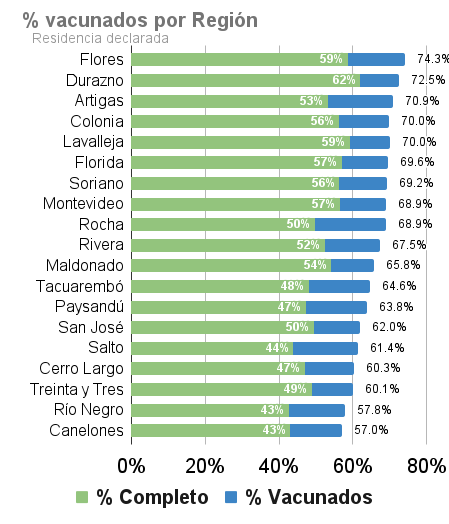 % vacunados por Región
Residencia declarada
Flores 59% 74.3%
Durazno 62% 72.5%
Artigas 53% 70.9%
Colonia 56% 70.0%
Lavalleja 59% 70.0%
Florida 57% 69.6%
Soriano 56% 69.2%
Montevideo 57% 68.9%
Rocha 50% 68.9%
Rivera 52% 67.5%
Maldonado 54% 65.8%
Tacuarembó 48% 64.6%
Paysandú 47% 63.8%
San José 50% 62.0%
Salto 44% 61.4%
Cerro Largo 47% 60.3%
Treinta y Tres 49% 60.1%
Río Negro 43% 57.8%
Canelones 43% 57.0%
0% 20% 40% 60% 80%
% Completo % Vacunados